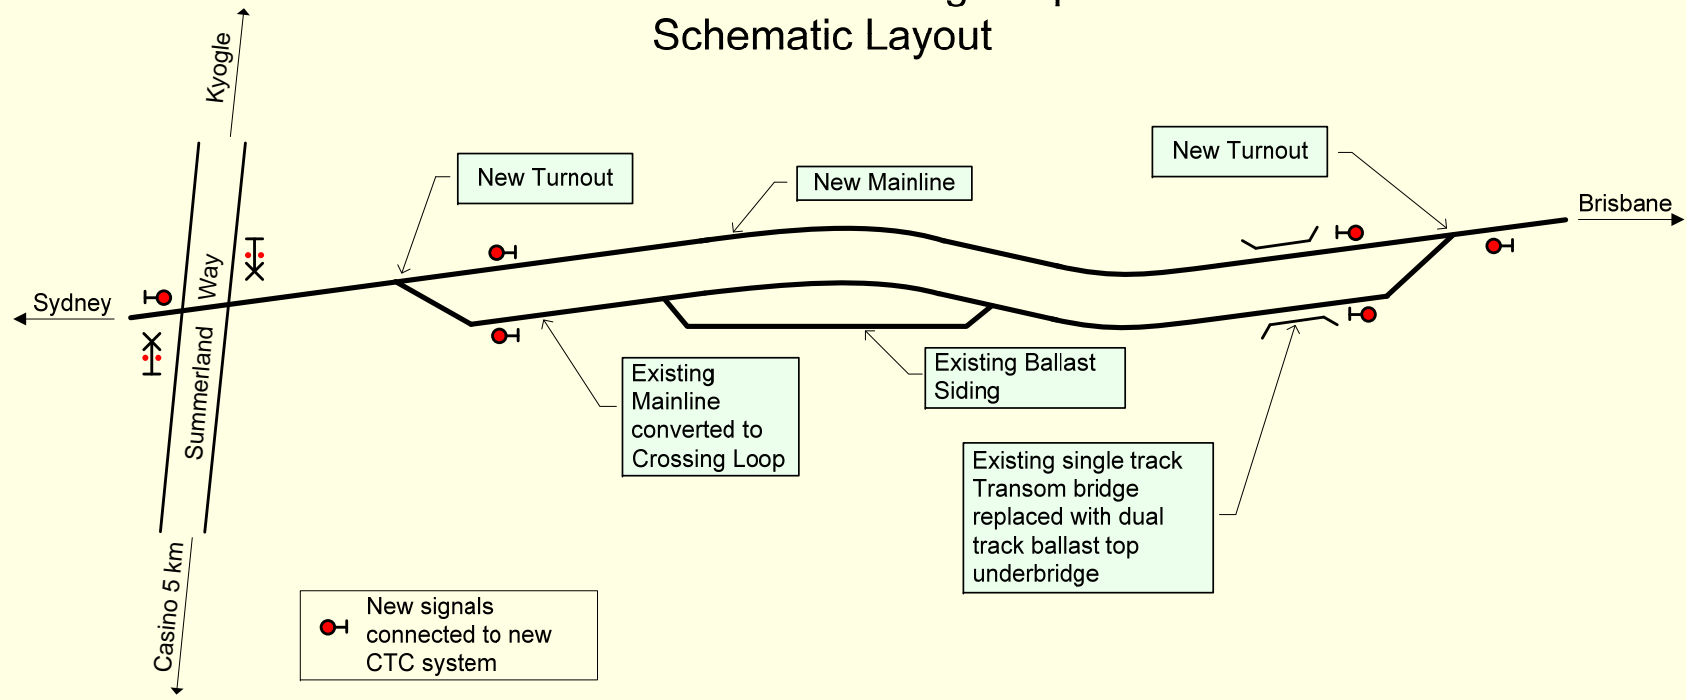 Schematic Layout
Kyogle
New Turnout
New Mainline
New Turnout
Brisbane
Sydney
Summerland Way
Existing
Mainline
converted to
Crossing Loop
Existing Ballast
Siding
Existing single track
Transom bridge
replaced with dual
track ballast top
underbridge
Casino 5 km
New signals
connected to new
CTC system